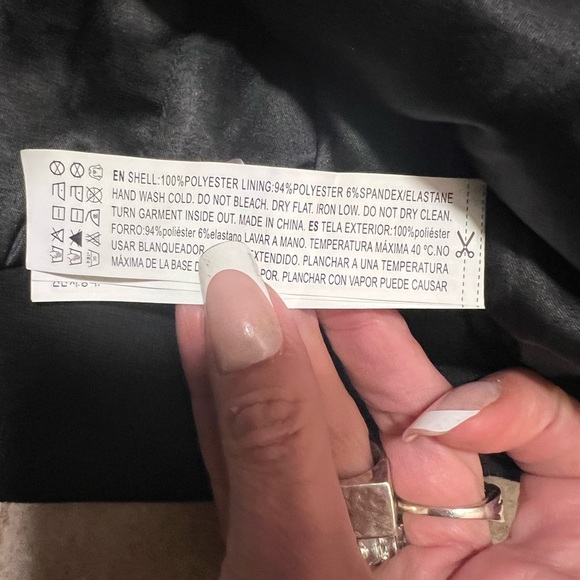 EN SHELL:100%POLYESTER LINING:94%POLYESTER 6%SPANDEX/ELASTANE
HAND WASH COLD. DO NOT BLEACH. DRY FLAT. IRON LOW. DO NOT DRY CLEAN.
TURN GARMENT INSIDE OUT. MADE IN CHINA. ES TELA EXTERIOR:100%poliéster
FORRO:94%poliéster 6%elastano LAVAR A MANO. TEMPERATURA MÁXIMA 40 ºC.NO
USAR BLANQUEADOR EXTENDIDO. PLANCHAR A UNA TEMPERATURA
MÁXIMA DE LA BASE POR. PLANCHAR CON VAPOR PUEDE CAUSAR